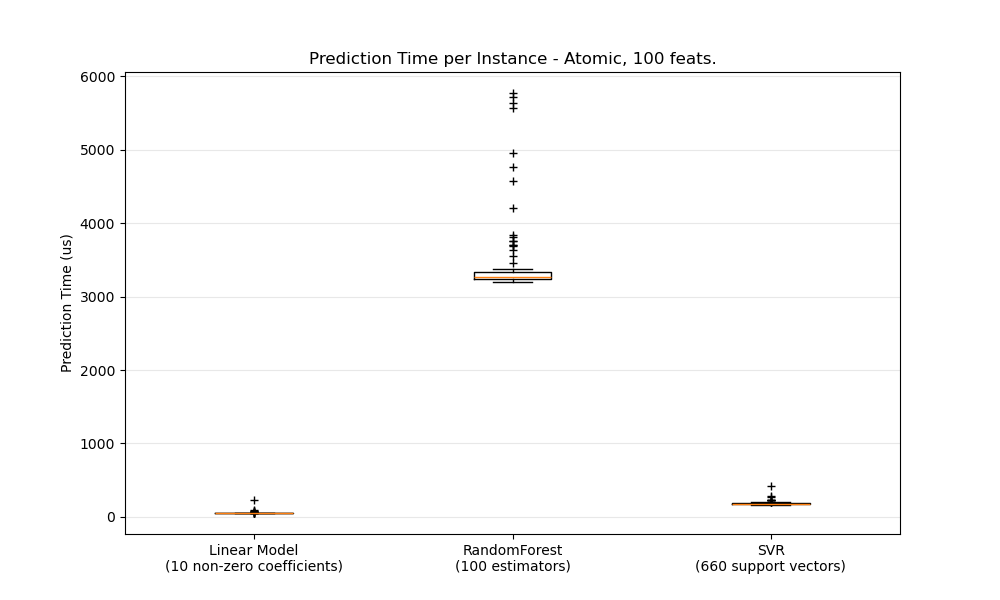 Prediction Time per Instance - Atomic, 100 feats.
Prediction Time (us)
6000
5000
4000
3000
2000
1000
0
Linear Model
(10 non-zero coefficients)
RandomForest
(100 estimators)
SVR
(660 support vectors)